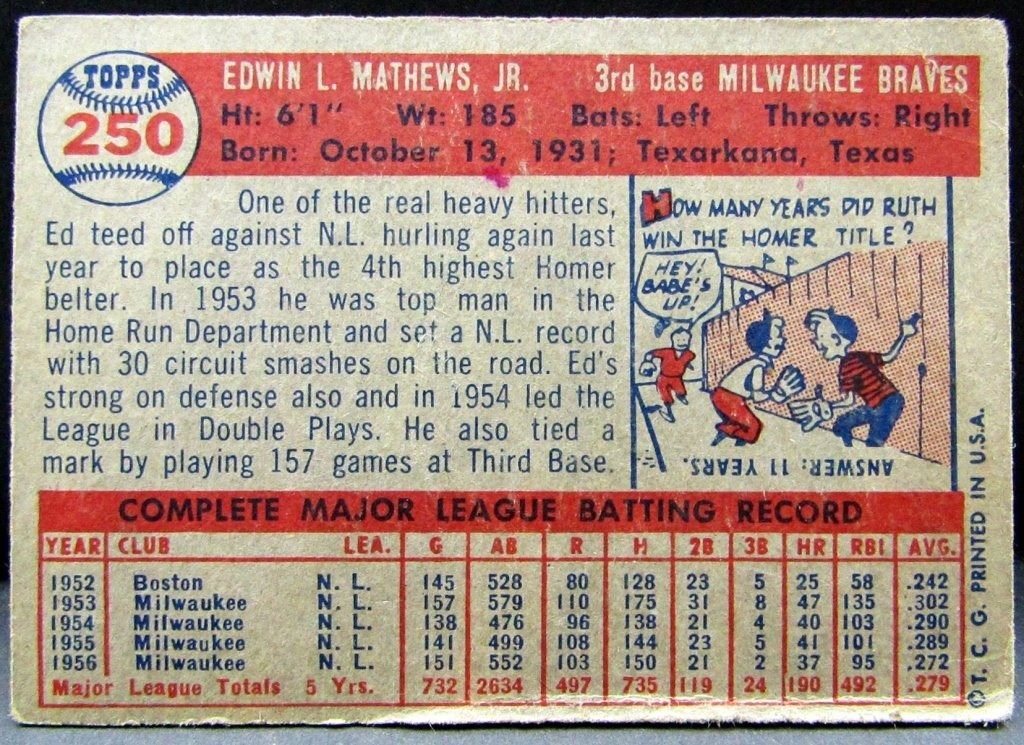 TOPPS
250
EDWIN L. MATHEWS, JR. 3rd base MILWAUKEE BRAVES
Ht: 6'1" Wt: 185 Bats: Left Throws: Right
Born: October 13, 1931; Texarkana, Texas
One of the real heavy hitters,
Ed teed off against N.L. hurling again last
year to place as the 4th highest Homer
belter. In 1953 he was top man in the
Home Run Department and set a N.L. record
with 30 circuit smashes on the road. Ed's
strong on defense also and in 1954 led the
League in Double Plays. He also tied a
mark by playing 157 games at Third Base.
HOW MANY YEARS DID RUTH
WIN THE HOMER TITLE?
HEY!
BABE'S
UP!
ANSWER: 11 YEARS.
COMPLETE MAJOR LEAGUE BATTING RECORD
YEAR CLUB LEA. G AB R H 2B 3B HR RBI AVG.
1952 Boston N. L. 145 528 80 128 23 5 25 58 .242
1953 Milwaukee N. L. 157 579 110 175 31 8 47 135 .302
1954 Milwaukee N. L. 138 476 96 138 21 4 40 103 .290
1955 Milwaukee N. L. 141 499 108 144 23 5 41 101 .289
1956 Milwaukee N. L. 151 552 103 150 21 2 37 95 .272
Major League Totals 5 Yrs. 732 2634 497 735 119 24 190 492 .279
© T. C. G. PRINTED IN U.S.A.